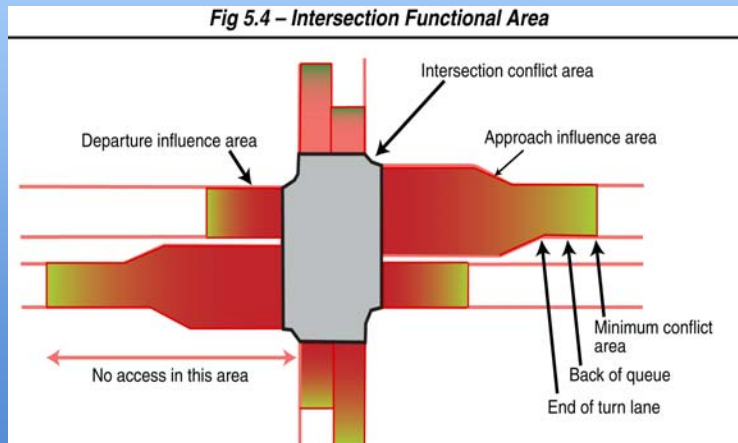 Fig 5.4 – Intersection Functional Area
Intersection conflict area
Departure influence area
Approach influence area
Minimum conflict
area
No access in this area
Back of queue
End of turn lane